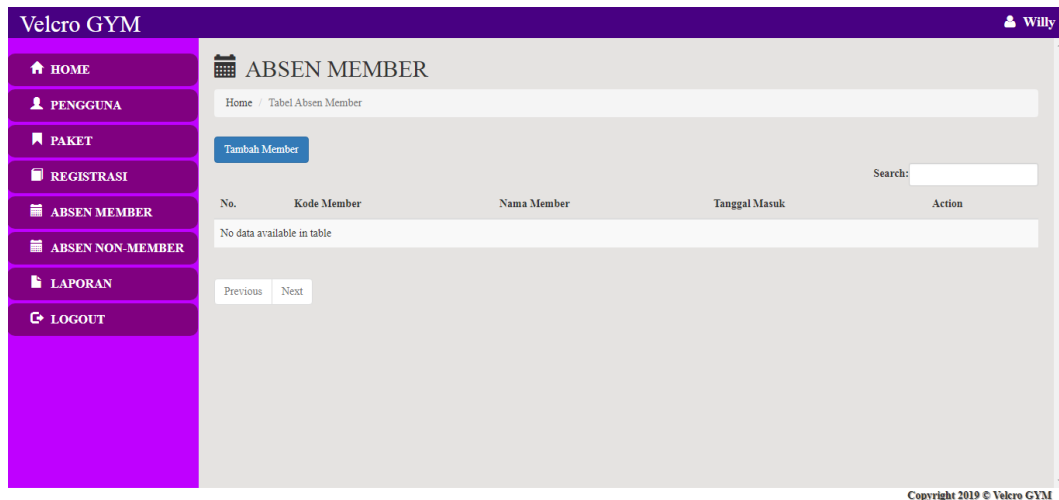 Velcro GYM
Willy
HOME
PENGGUNA
PAKET
REGISTRASI
ABSEN MEMBER
ABSEN NON-MEMBER
LAPORAN
LOGOUT
ABSEN MEMBER
Home / Tabel Absen Member
Tambah Member
Search:
No. Kode Member Nama Member Tanggal Masuk Action
No data available in table
Previous Next
Copyright 2019 © Velcro GYM